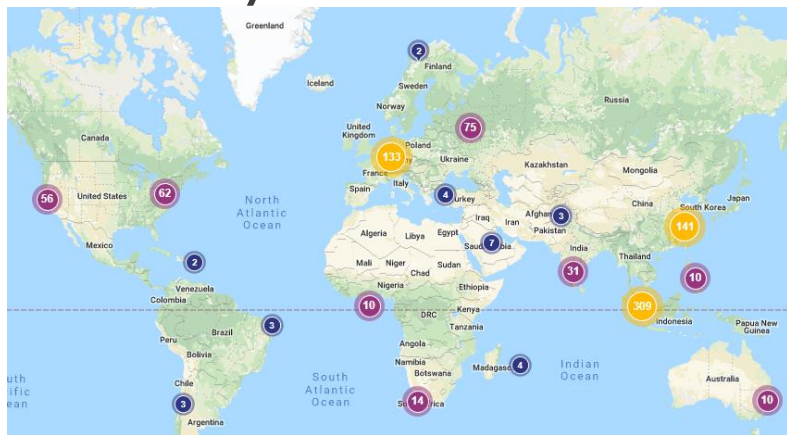 Greenland
2
Finland
Iceland
Sweden
Norway
Russia
75
Canada
United
Kingdom
133
Poland
Ukraine
France
Kazakhstan
Mongolia
56
United States
62
North
Atlantic
Ocean
Spain
Italy
4
Turkey
Iraq
Iran
3
Pakistan
China
South Korea
Japan
141
Mexico
2
Algeria
Libya
Egypt
7
India
31
Thailand
10
Mali
Niger
Chad
Sudan
Nigeria
Ethiopia
Venezuela
Colombia
10
DRC
Kenya
Tanzania
309
Indonesia
Papua New
Guinea
3
Brazil
Peru
Bolivia
Angola
Namibia
Botswana
4
South
Atlantic
Ocean
Indian
Ocean
Australia
10
Chile
3
Argentina
14